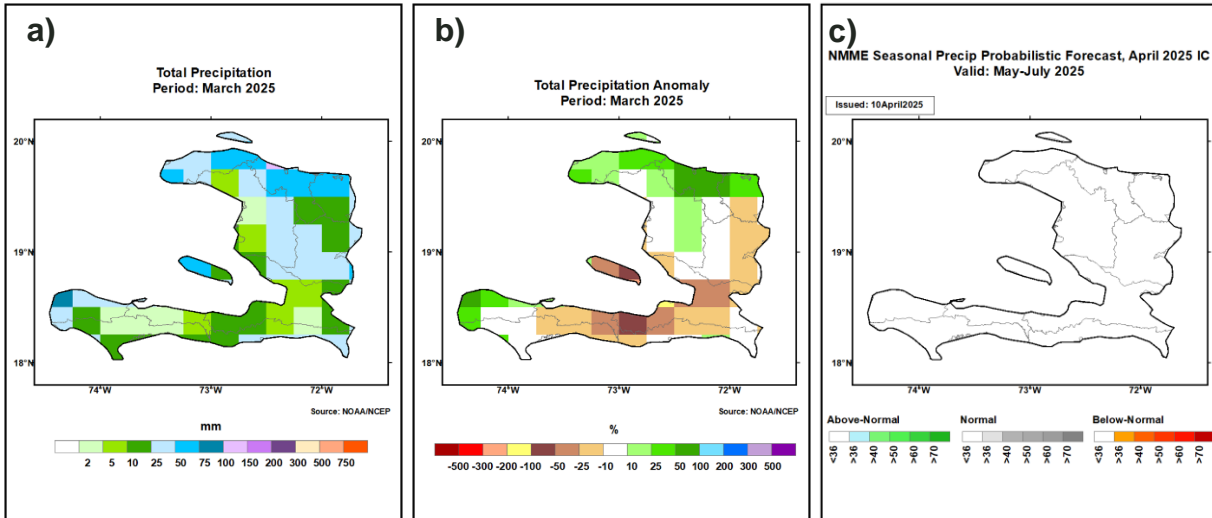 a)
Total Precipitation
Period: March 2025
20°N
19°N
18°N
74°W 73°W 72°W
Source: NOAA/NCEP
mm
2 5 10 25 50 75 100 150 200 300 500 750
b)
Total Precipitation Anomaly
Period: March 2025
20°N
19°N
18°N
74°W 73°W 72°W
Source: NOAA/NCEP
%
-500 -300 -200 -100 -50 -25 -10 10 25 50 100 200 300 500
c)
NMME Seasonal Precip Probabilistic Forecast, April 2025 IC
Valid: May-July 2025
Issued: 10April2025
20°N
19°N
18°N
74°W 73°W 72°W
Above-Normal Normal Below-Normal
<36 >36 >40 >50 >60 >70 <36 >36 >40 >50 >60 >70 <36 >36 >40 >50 >60 >70